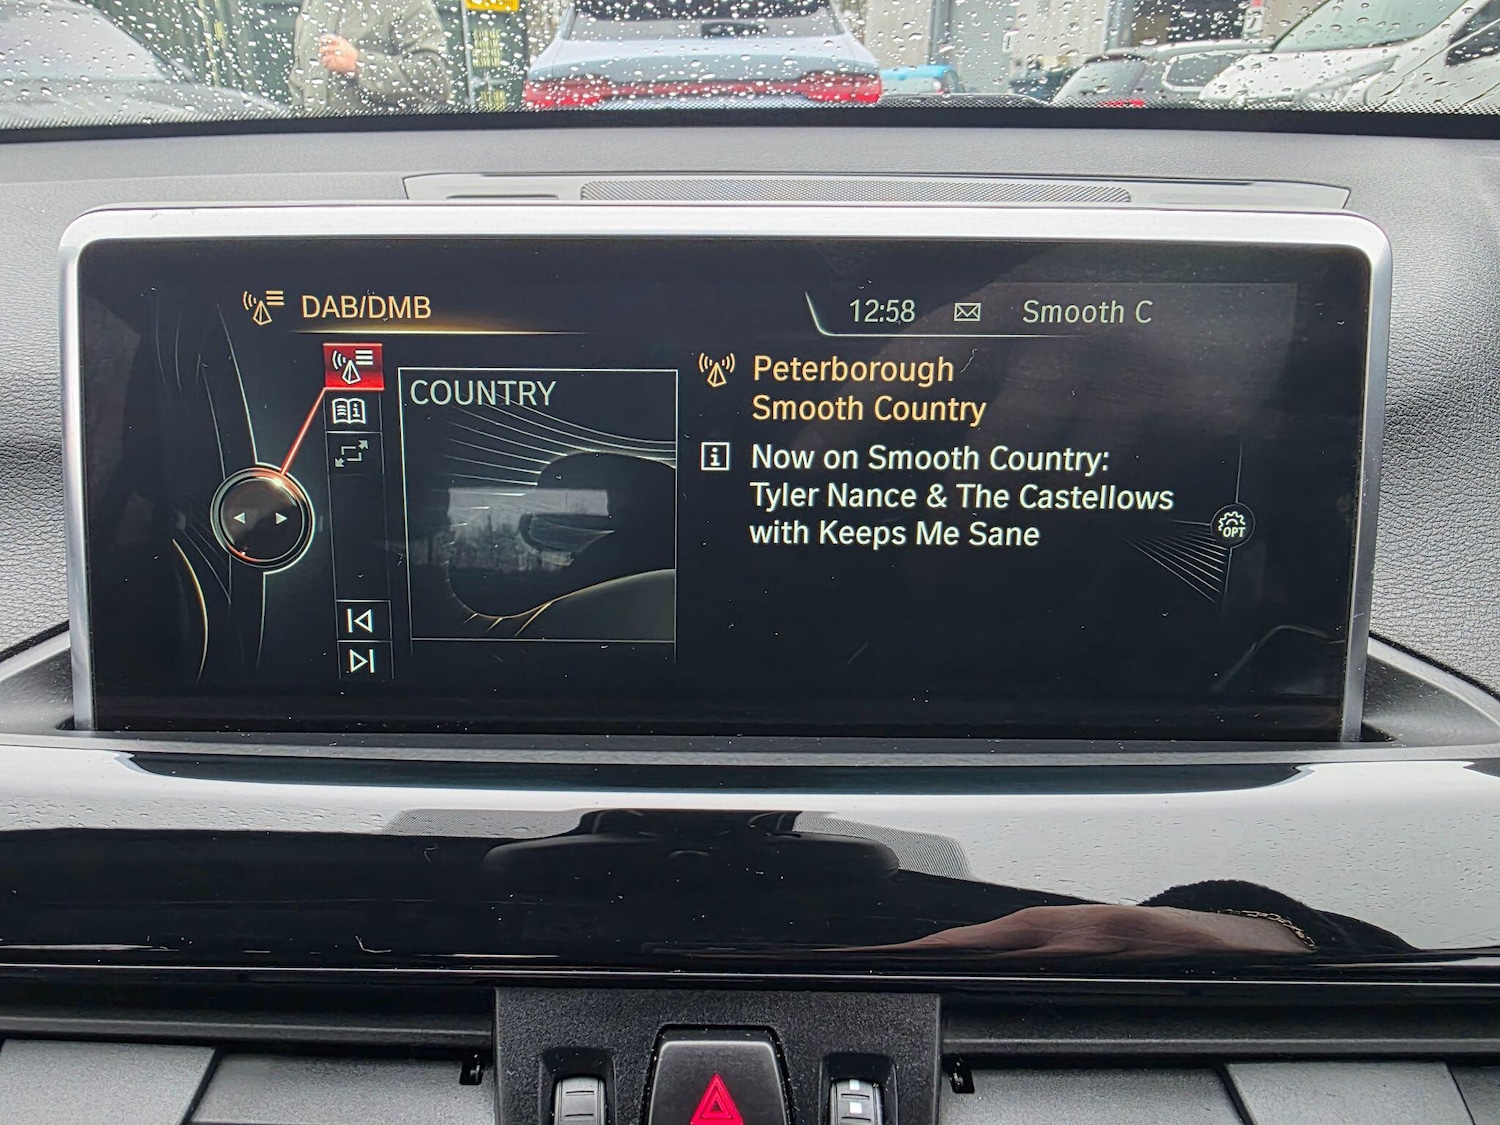 DAB/DMB
12:58
Smooth C
COUNTRY
Peterborough
Smooth Country
Now on Smooth Country:
Tyler Nance & The Castellows
with Keeps Me Sane
OPT